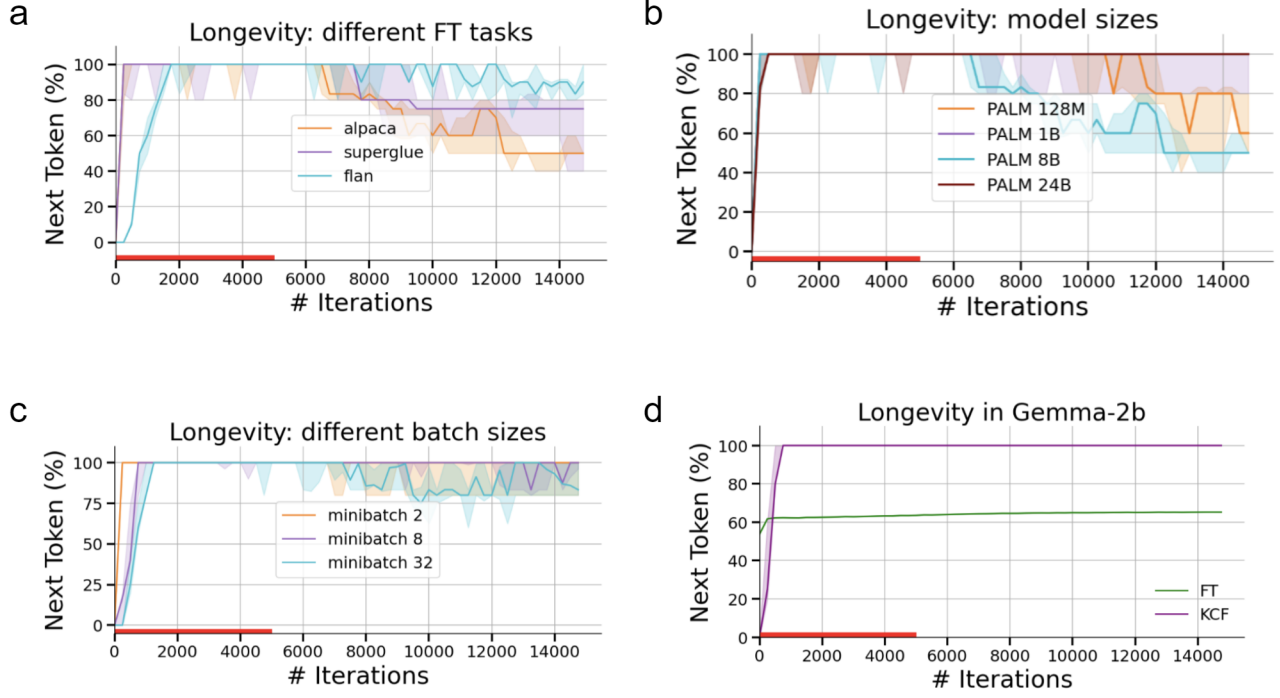 a
Longevity: different FT tasks
Next Token (%)
100
80
60
40
20
0
alpaca
superglue
flan
0 2000 4000 6000 8000 10000 12000 14000
# Iterations
b
Longevity: model sizes
Next Token (%)
100
80
60
40
20
0
PALM 128M
PALM 1B
PALM 8B
PALM 24B
0 2000 4000 6000 8000 10000 12000 14000
# Iterations
c
Longevity: different batch sizes
Next Token (%)
100
75
50
25
0
minibatch 2
minibatch 8
minibatch 32
0 2000 4000 6000 8000 10000 12000 14000
# Iterations
d
Longevity in Gemma-2b
Next Token (%)
100
80
60
40
20
0
FT
KCF
0 2000 4000 6000 8000 10000 12000 14000
# Iterations